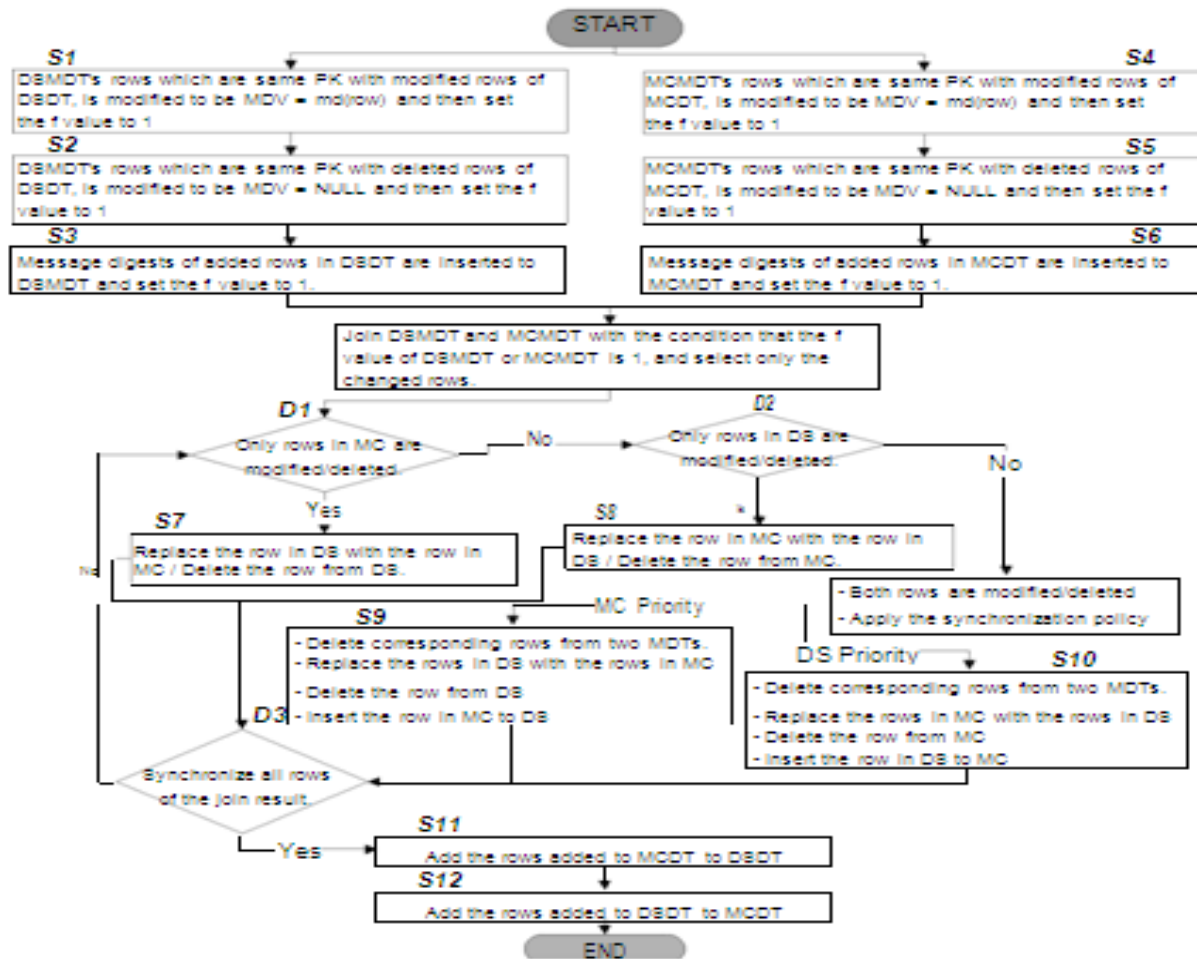 START
S1
DSMDT's rows which are same PK with modified rows of
DSDT, is modified to be MDV = md(row) and then set
the f value to 1
S2
DSMDT's rows which are same PK with deleted rows of
DSDT, is modified to be MDV = NULL and then set the f
value to 1
S3
Message digests of added rows in DSDT are inserted to
DSMDT and set the f value to 1.
S4
MCMDT's rows which are same PK with modified rows of
MCDT, is modified to be MDV = md(row) and then set
the f value to 1
S5
MCMDT's rows which are same PK with deleted rows of
MCDT, is modified to be MDV = NULL and then set the f
value to 1
S6
Message digests of added rows in MCDT are inserted to
MCMDT and set the f value to 1.
Join DSMDT and MCMDT with the condition that the f
value of DSMDT or MCMDT is 1, and select only the
changed rows.
D1
Only rows in MC are
modified/deleted.
No
D2
Only rows in DS are
modified/deleted.
No
Yes
S7
Replace the row in DS with the row in
MC / Delete the row from DS.
S8
Replace the row in MC with the row in
DS / Delete the row from MC.
No
- Both rows are modified/deleted
- Apply the synchronization policy
MC Priority
S9
- Delete corresponding rows from two MDTs.
- Replace the rows in DS with the rows in MC
- Delete the row from DS
- Insert the row in MC to DS
DS Priority
S10
- Delete corresponding rows from two MDTs.
- Replace the rows in MC with the rows in DS
- Delete the row from MC
- Insert the row in DS to MC
D3
Synchronize all rows
of the join result.
Yes
S11
Add the rows added to MCDT to DSDT
S12
Add the rows added to DSDT to MCDT
END